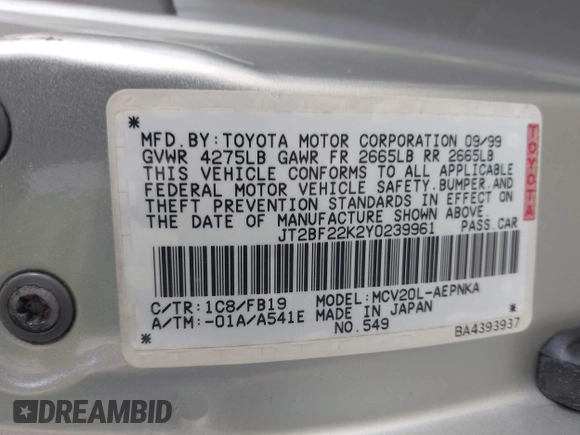 MFD. BY: TOYOTA MOTOR CORPORATION 09/99
GVWR 4275LB GAWR FR 2665LB RR 2665LB
THIS VEHICLE CONFORMS TO ALL APPLICABLE
FEDERAL MOTOR VEHICLE SAFETY, BUMPER, AND
THEFT PREVENTION STANDARDS IN EFFECT ON
THE DATE OF MANUFACTURE SHOWN ABOVE.
JT2BF22K2Y0239961 PASS. CAR
TOYOTA
C/TR: 1C8/FB19 MODEL: MCV20L-AEPNKA
A/TM: -01A/A541E MADE IN JAPAN
NO. 549 BA4393937
DREAMBID